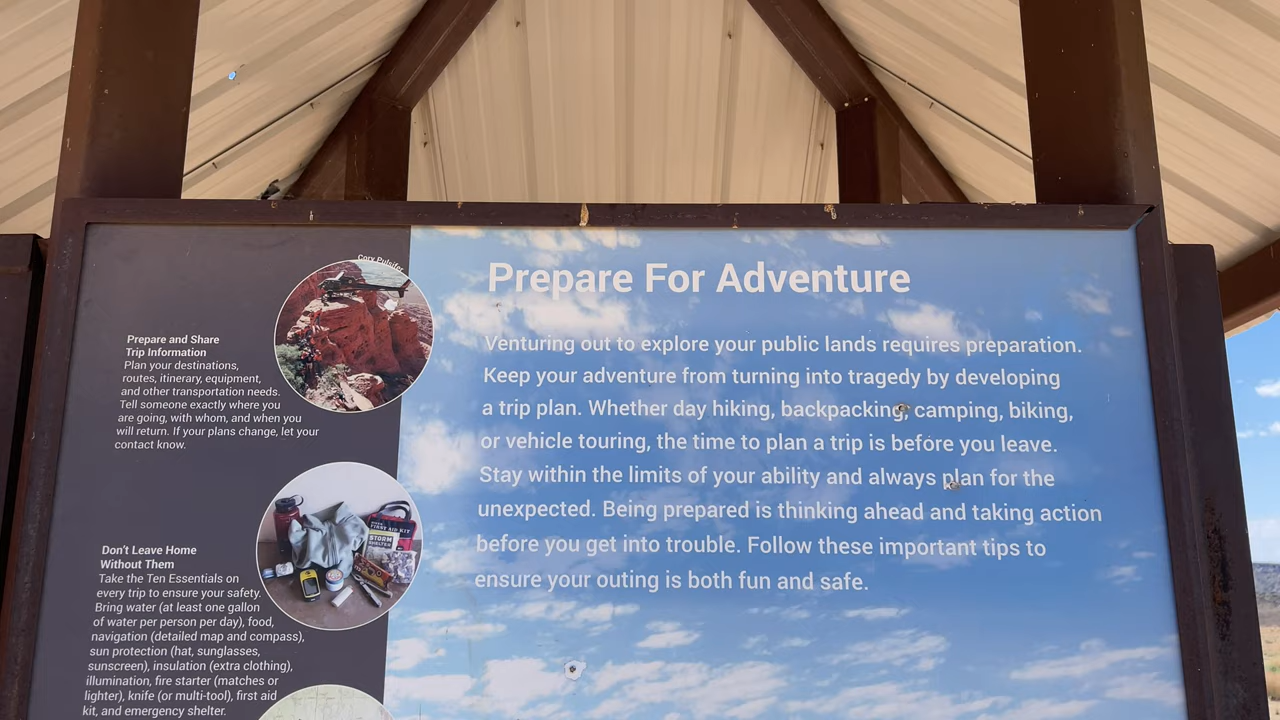 Prepare For Adventure
Venturing out to explore your public lands requires preparation.
Keep your adventure from turning into tragedy by developing
a trip plan. Whether day hiking, backpacking, camping, biking,
or vehicle touring, the time to plan a trip is before you leave.
Stay within the limits of your ability and always plan for the
unexpected. Being prepared is thinking ahead and taking action
before you get into trouble. Follow these important tips to
ensure your outing is both fun and safe.
Cory Pulsifer
Prepare and Share
Trip Information
Plan your destinations,
routes, itinerary, equipment,
and other transportation needs.
Tell someone exactly where you
are going, with whom, and when you
will return. If your plans change, let your
contact know.
FIRST AID KIT
STORM
SHELTER
Don't Leave Home
Without Them
Take the Ten Essentials on
every trip to ensure your safety.
Bring water (at least one gallon
of water per person per day), food,
navigation (detailed map and compass),
sun protection (hat, sunglasses,
sunscreen), insulation (extra clothing),
illumination, fire starter (matches or
lighter), knife (or multi-tool), first aid
kit, and emergency shelter.